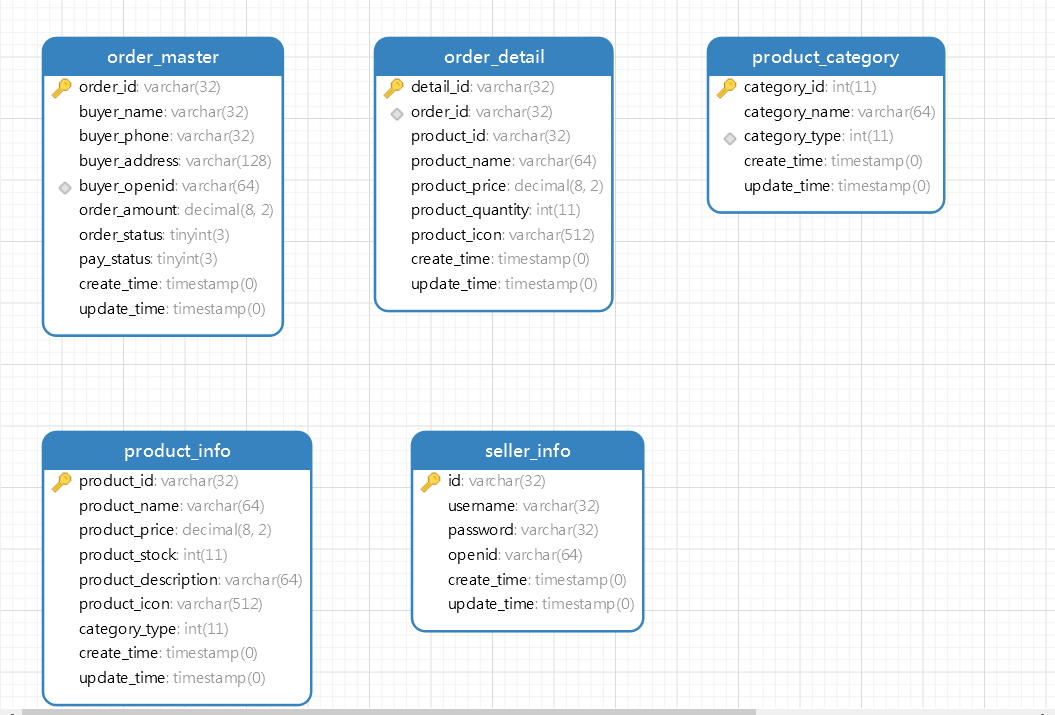 order_master
order_id: varchar(32)
buyer_name: varchar(32)
buyer_phone: varchar(32)
buyer_address: varchar(128)
buyer_openid: varchar(64)
order_amount: decimal(8, 2)
order_status: tinyint(3)
pay_status: tinyint(3)
create_time: timestamp(0)
update_time: timestamp(0)
order_detail
detail_id: varchar(32)
order_id: varchar(32)
product_id: varchar(32)
product_name: varchar(64)
product_price: decimal(8, 2)
product_quantity: int(11)
product_icon: varchar(512)
create_time: timestamp(0)
update_time: timestamp(0)
product_category
category_id: int(11)
category_name: varchar(64)
category_type: int(11)
create_time: timestamp(0)
update_time: timestamp(0)
product_info
product_id: varchar(32)
product_name: varchar(64)
product_price: decimal(8, 2)
product_stock: int(11)
product_description: varchar(64)
product_icon: varchar(512)
category_type: int(11)
create_time: timestamp(0)
update_time: timestamp(0)
seller_info
id: varchar(32)
username: varchar(32)
password: varchar(32)
openid: varchar(64)
create_time: timestamp(0)
update_time: timestamp(0)